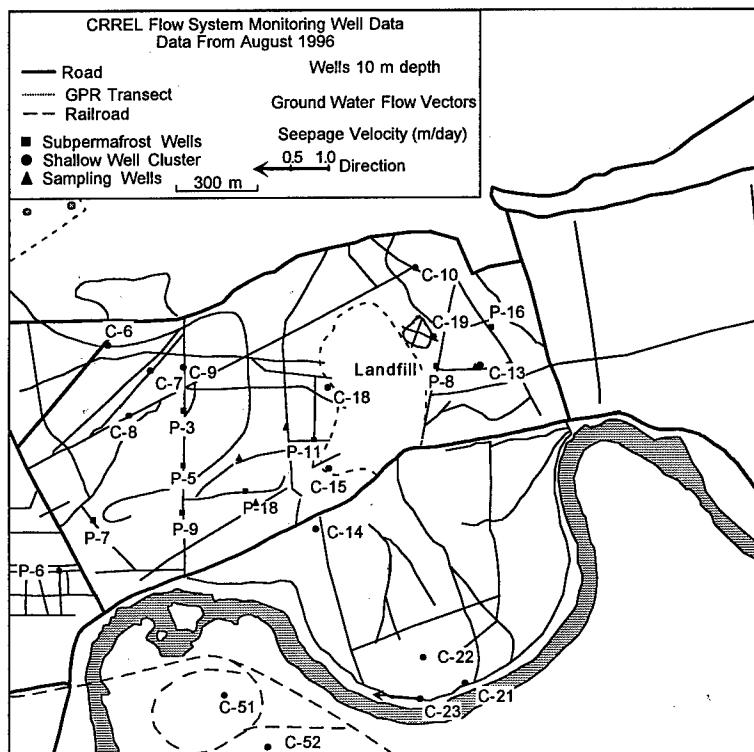 CRREL Flow System Monitoring Well Data
Data From August 1996
Road
Wells 10 m depth
GPR Transect
Ground Water Flow Vectors
Railroad
Seepage Velocity (m/day)
Subpermafrost Wells
0.5 1.0
Shallow Well Cluster
Direction
Sampling Wells
300 m
C-10
P-16
C-19
C-6
Landfill
P-8
C-13
C-9
C-7
C-18
C-8
P-3
P-11
P-5
C-15
P-18
P-9
P-7
C-14
P-6
C-22
C-21
C-23
C-51
C-52